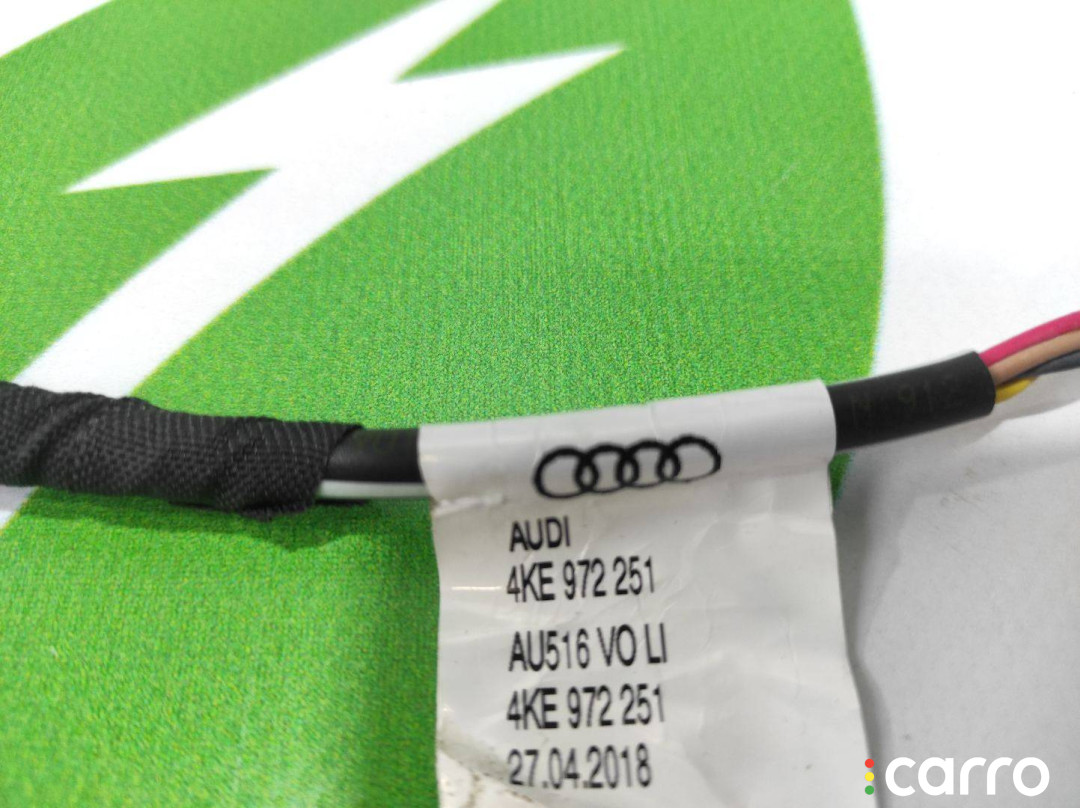 AUDI
4KE 972 251
AU516 VO LI
4KE 972 251
27.04.2018
carro